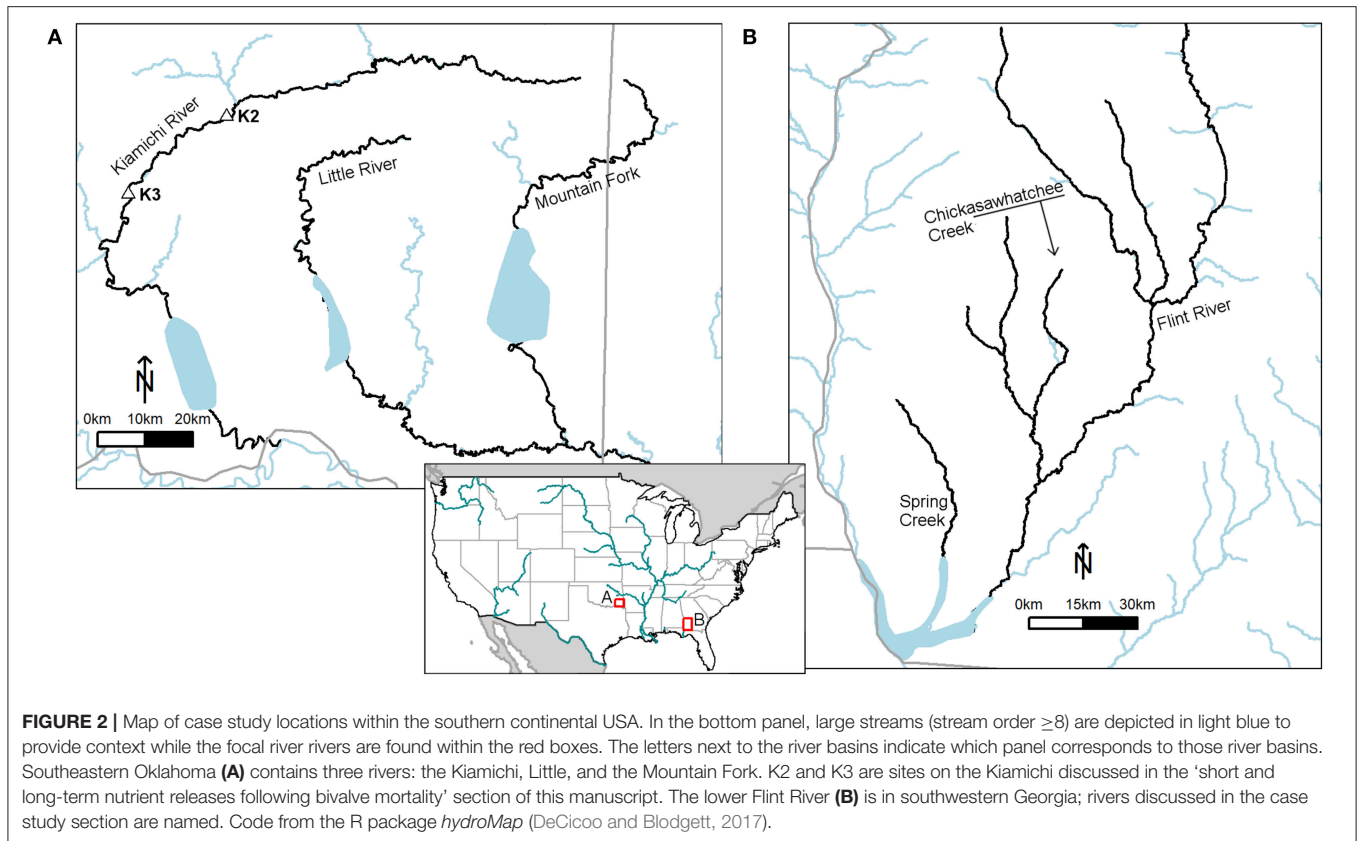 A
Kiamichi River
K2
K3
Little River
Mountain Fork
N
0km 10km 20km
B
Chickasawhatchee
Creek
Flint River
Spring
Creek
N
0km 15km 30km
A
B
FIGURE 2 | Map of case study locations within the southern continental USA. In the bottom panel, large streams (stream order ≥8) are depicted in light blue to
provide context while the focal river rivers are found within the red boxes. The letters next to the river basins indicate which panel corresponds to those river basins.
Southeastern Oklahoma (A) contains three rivers: the Kiamichi, Little, and the Mountain Fork. K2 and K3 are sites on the Kiamichi discussed in the ‘short and
long-term nutrient releases following bivalve mortality’ section of this manuscript. The lower Flint River (B) is in southwestern Georgia; rivers discussed in the case
study section are named. Code from the R package hydroMap (DeCicoo and Blodgett, 2017).